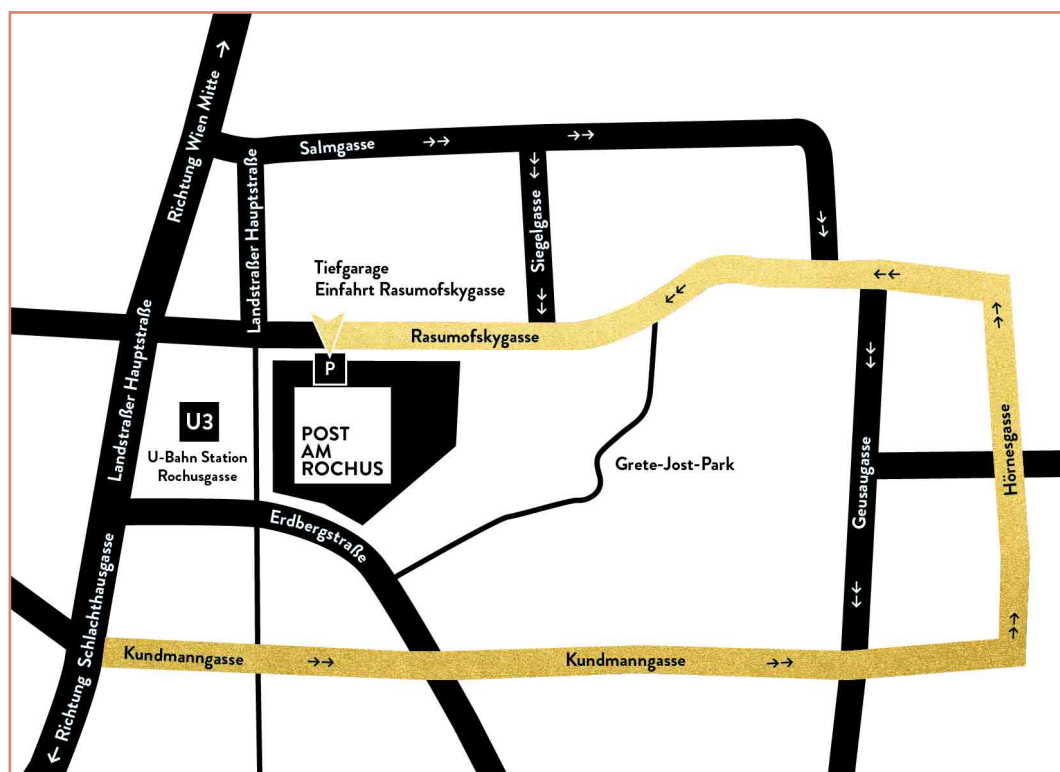 ← Richtung Schlachthausgasse
Landstraßer Hauptstraße
Richtung Wien Mitte →
Salmgasse →→
→→
Landstraßer Hauptstraße
→→
Siegelgasse
→→
→→
Tiefgarage
Einfahrt Rasumofskygasse
←←
←←
Rasumofskygasse
P
POST
AM
ROCHUS
U3
U-Bahn Station
Rochusgasse
Erdbergstraße
Grete-Jost-Park
→→
Geusaugasse
→→
→→
Hörnesgasse
→→
Kundmanngasse →→
Kundmanngasse →→